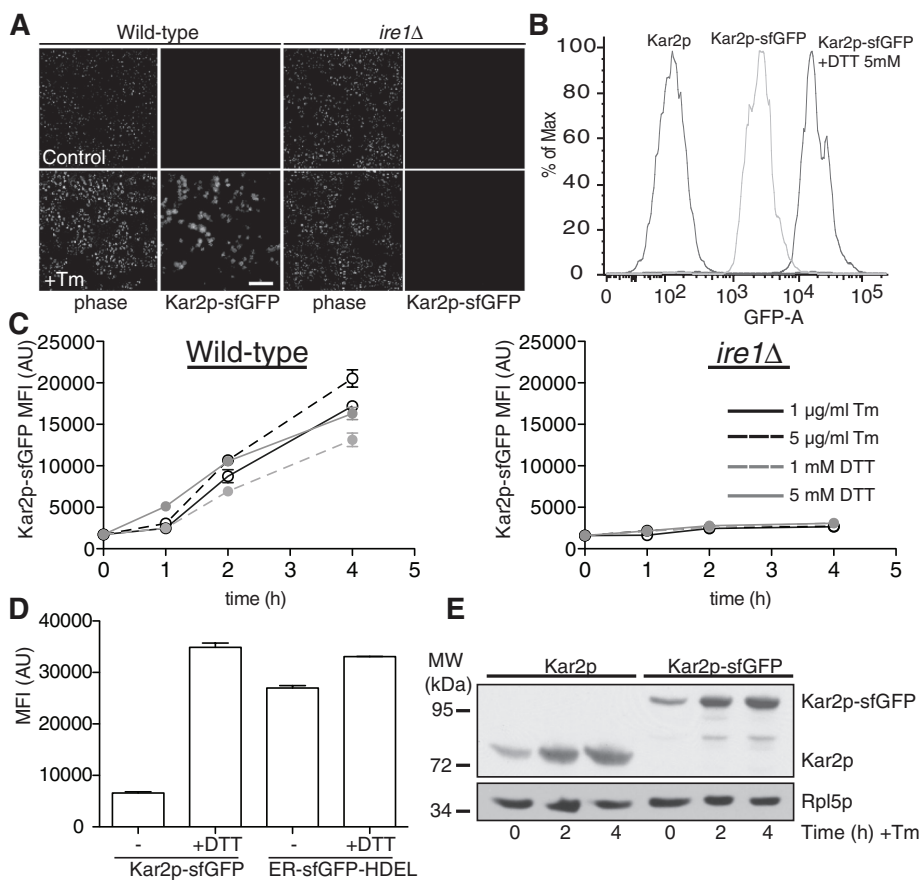 A
Wild-type
ire1Δ
Control
+Tm
phase
Kar2p-sfGFP
phase
Kar2p-sfGFP
B
Kar2p
Kar2p-sfGFP
Kar2p-sfGFP
+DTT 5mM
% of Max
100
80
60
40
20
0
0
10²
10³
10⁴
10⁵
GFP-A
C
Wild-type
Kar2p-sfGFP MFI (AU)
25000
20000
15000
10000
5000
0
0 1 2 3 4 5
time (h)
ire1Δ
Kar2p-sfGFP MFI (AU)
25000
20000
15000
10000
5000
0
1 µg/ml Tm
5 µg/ml Tm
1 mM DTT
5 mM DTT
0 1 2 3 4 5
time (h)
D
MFI (AU)
40000
30000
20000
10000
0
- +DTT - +DTT
Kar2p-sfGFP ER-sfGFP-HDEL
E
MW
(kDa)
Kar2p
Kar2p-sfGFP
95
72
34
Kar2p-sfGFP
Kar2p
Rpl5p
0 2 4 0 2 4 Time (h) +Tm